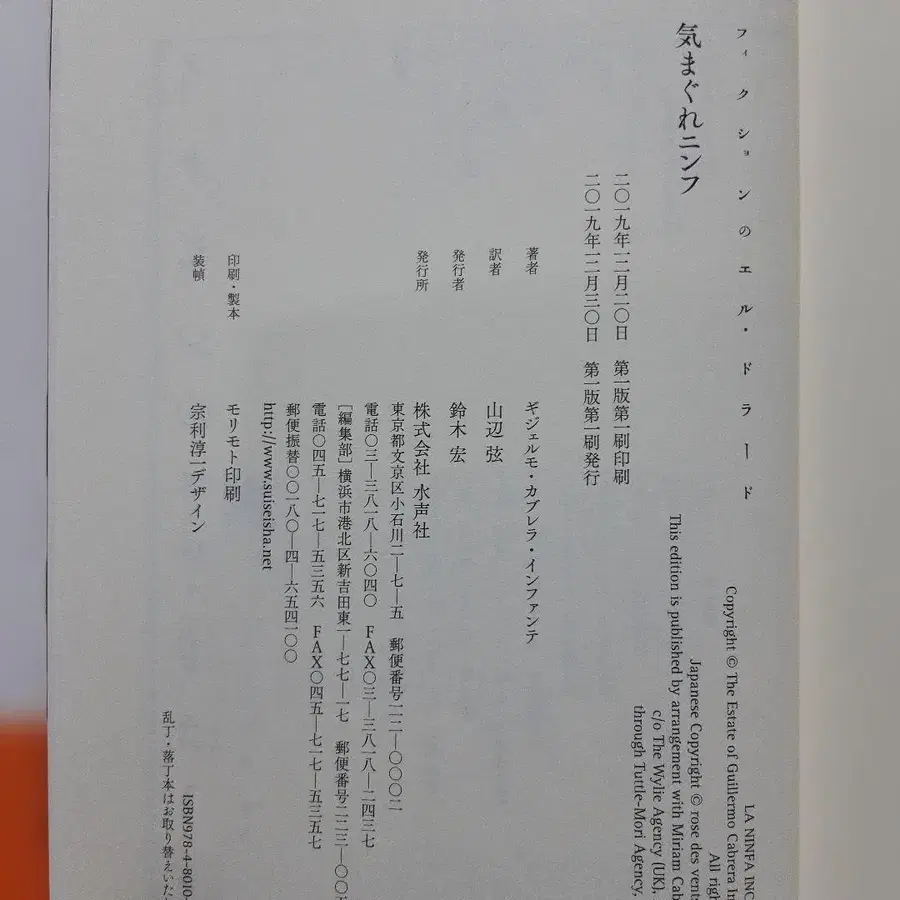 フィクションのエル・ドラード
気まぐれニンフ
二〇一九年一二月二〇日 第一版第一刷印刷
二〇一九年一二月三〇日 第一版第一刷発行
著者 ギジェルモ・カブレラ・インファンテ
訳者 山辺 弦
発行者 鈴木 宏
発行所 株式会社 水声社
東京都文京区小石川二—七—五 郵便番号一一二—〇〇〇二
電話〇三—三八一八—六〇四〇 FAX〇三—三八一八—二四三七
[編集部]横浜市港北区新吉田東一—七七—一七 郵便番号二二三—〇〇
電話〇四五—七一七—五三五六 FAX〇四五—七一七—五三五七
郵便振替〇〇一八〇—四—六五四一〇〇
http://www.suiseisha.net
印刷・製本 モリモト印刷
装幀 宗利淳一デザイン
ISBN978-4-8010-
乱丁・落丁本はお取り替えいた
LA NINFA INC
Copyright © The Estate of Guillermo Cabrera In
All righ
Japanese Copyright © rose des vents
This edition is published by arrangement with Miriam Cab
c/o The Wylie Agency (UK),
through Tuttle-Mori Agency,